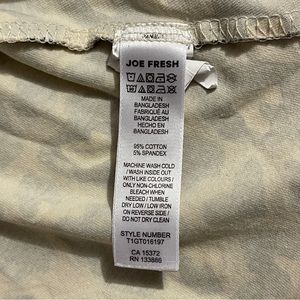 JOE FRESH
MADE IN
BANGLADESH
FABRIQUÉ AU
BANGLADESH
HECHO EN
BANGLADESH
95% COTTON
5% SPANDEX
MACHINE WASH COLD
/ WASH INSIDE OUT
WITH LIKE COLOURS /
ONLY NON-CHLORINE
BLEACH WHEN
NEEDED / TUMBLE
DRY LOW / LOW IRON
ON REVERSE SIDE /
DO NOT DRY CLEAN
STYLE NUMBER
T1GT016197
CA 15372
RN 133886